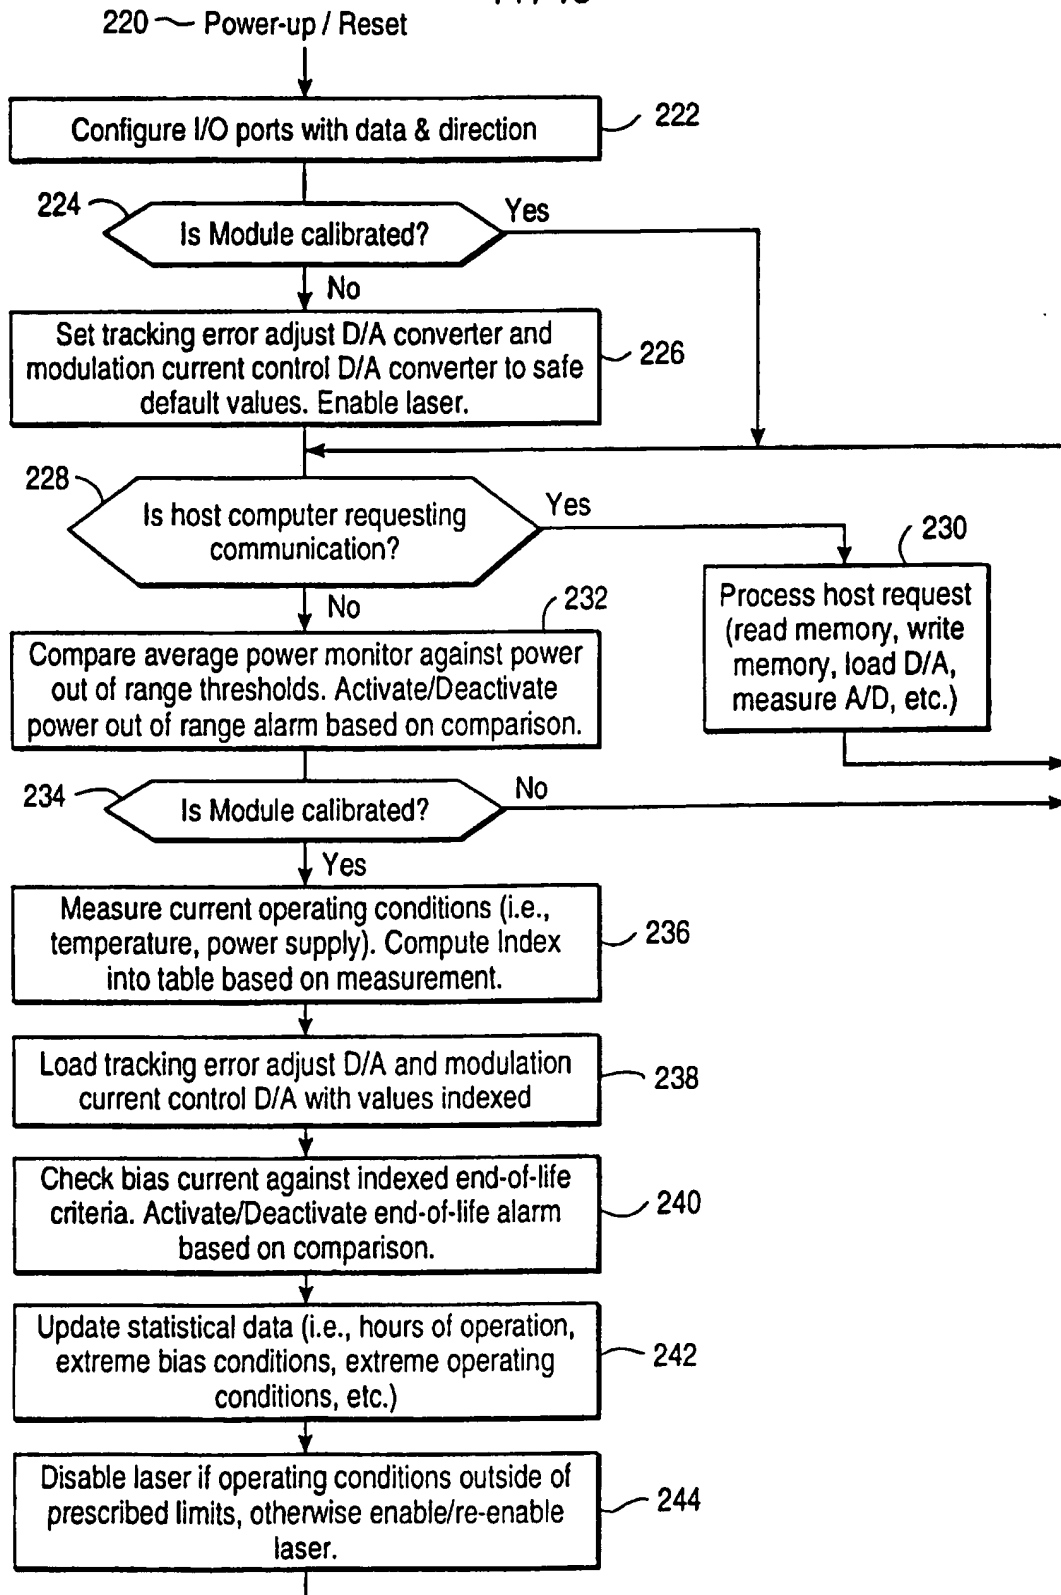 220 Power-up / Reset
Configure I/O ports with data & direction
222
224
Is Module calibrated?
Yes
No
Set tracking error adjust D/A converter and
modulation current control D/A converter to safe
default values. Enable laser.
226
228
Is host computer requesting
communication?
Yes
No
230
Process host request
(read memory, write
memory, load D/A,
measure A/D, etc.)
232
Compare average power monitor against power
out of range thresholds. Activate/Deactivate
power out of range alarm based on comparison.
234
Is Module calibrated?
No
Yes
Measure current operating conditions (i.e.,
temperature, power supply). Compute Index
into table based on measurement.
236
Load tracking error adjust D/A and modulation
current control D/A with values indexed
238
Check bias current against indexed end-of-life
criteria. Activate/Deactivate end-of-life alarm
based on comparison.
240
Update statistical data (i.e., hours of operation,
extreme bias conditions, extreme operating
conditions, etc.)
242
Disable laser if operating conditions outside of
prescribed limits, otherwise enable/re-enable
laser.
244